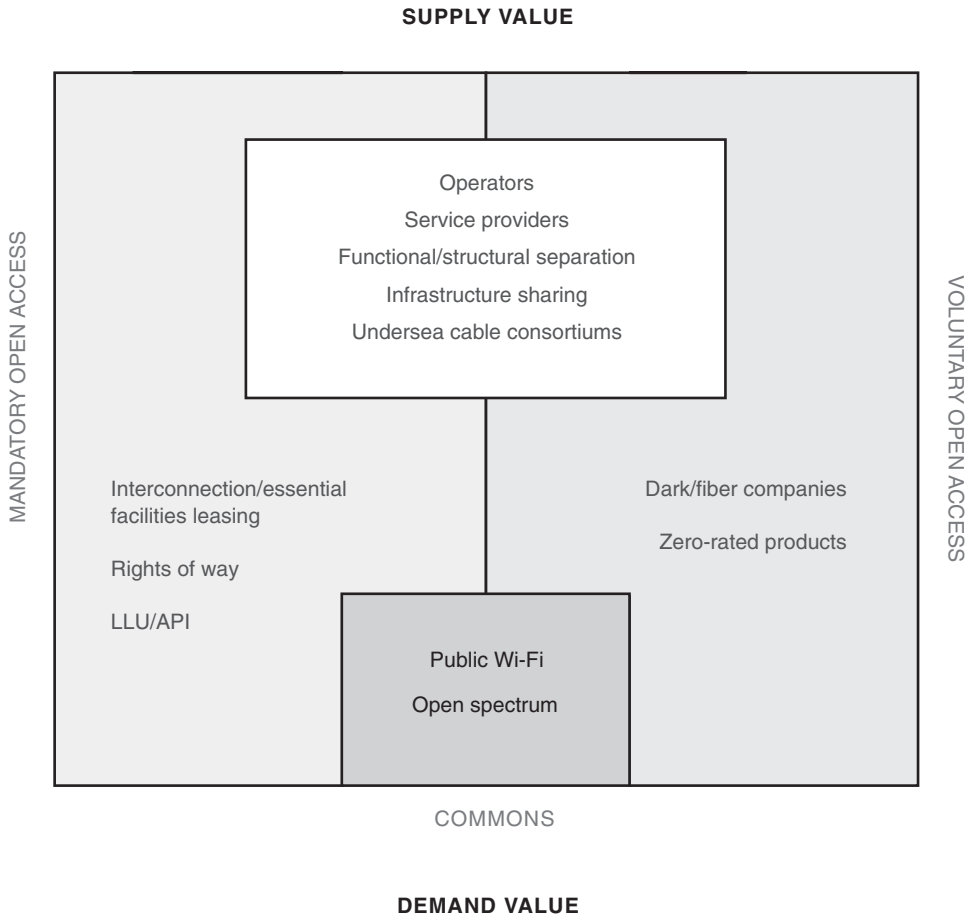 SUPPLY VALUE
Operators
Service providers
Functional/structural separation
Infrastructure sharing
Undersea cable consortiums
MANDATORY OPEN ACCESS
VOLUNTARY OPEN ACCESS
Interconnection/essential
facilities leasing
Rights of way
LLU/API
Dark/fiber companies
Zero-rated products
Public Wi-Fi
Open spectrum
COMMONS
DEMAND VALUE